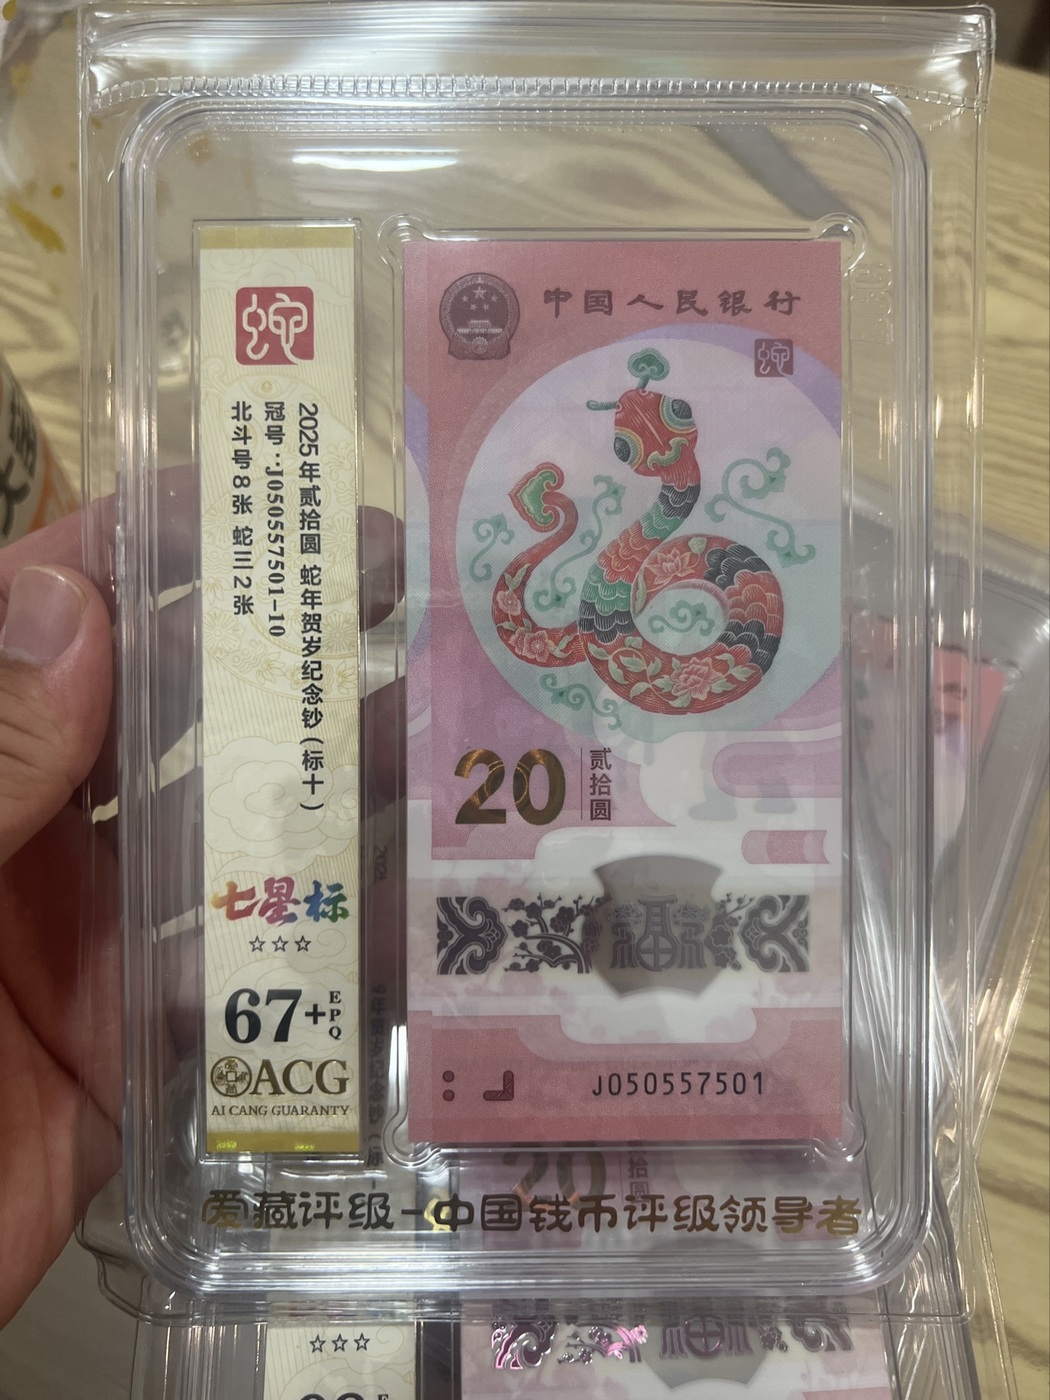 蛇
2025年贰拾圆 蛇年贺岁纪念钞(标十)
冠号:J050557501-10
北斗号8张 蛇三2张
七星标
☆☆☆
67+
EPQ
ACG
AI CANG GUARANTY
中国人民银行
蛇
20
贰拾圆
福
J050557501
爱藏评级-中国钱币评级领导者
20
拾圆
☆☆☆